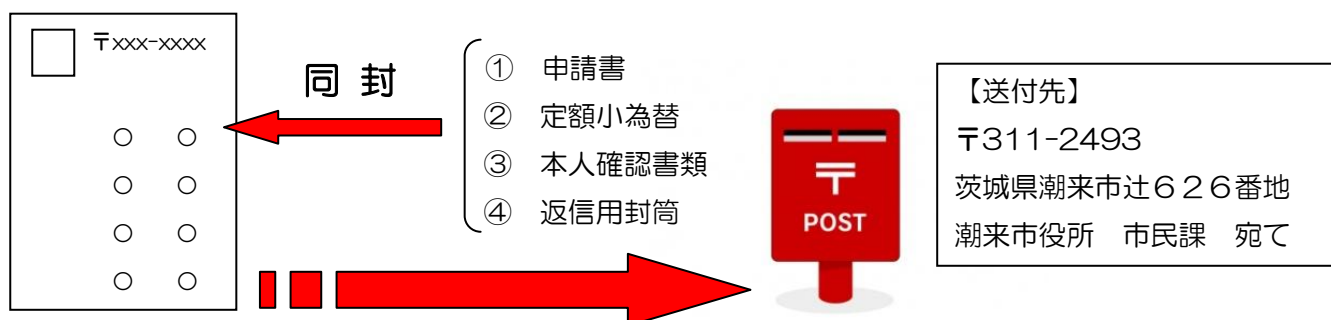 〒xxx-xxxx
○ ○
○ ○
○ ○
○ ○
同 封
① 申請書
② 定額小為替
③ 本人確認書類
④ 返信用封筒
〒
POST
【送付先】
〒311-2493
茨城県潮来市辻６２６番地
潮来市役所　市民課　宛て